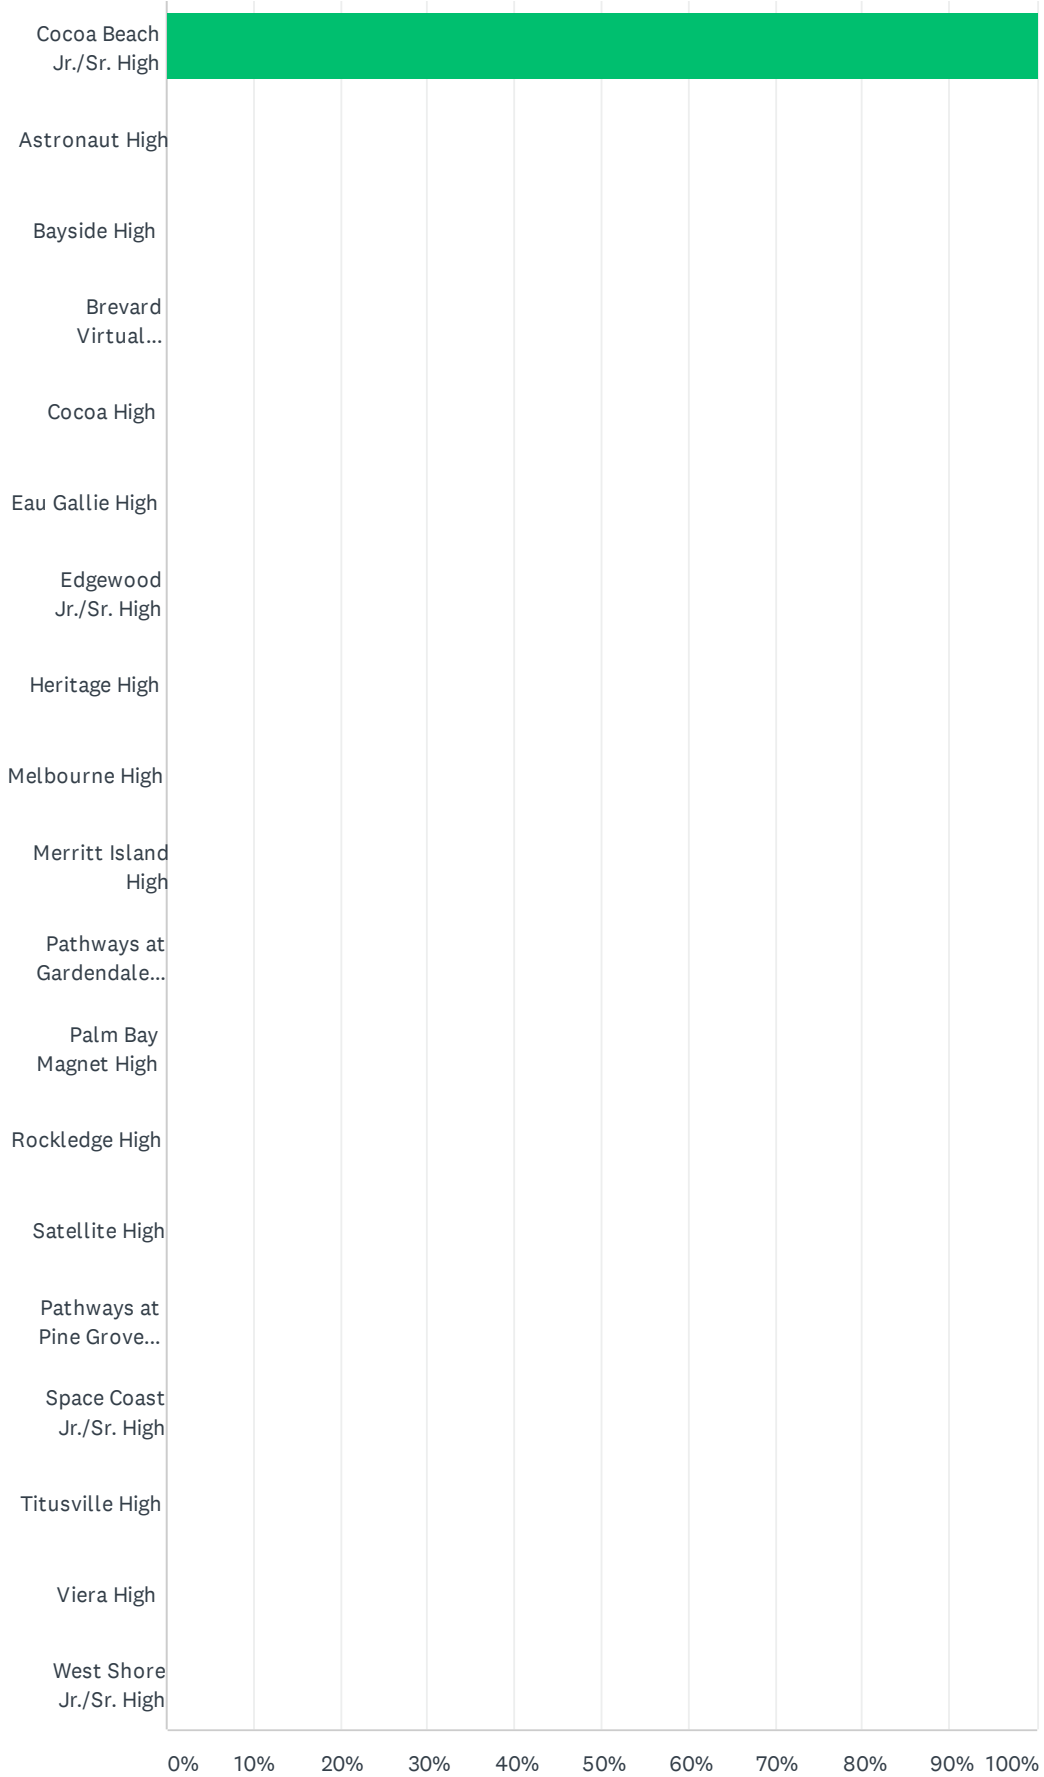 Cocoa Beach
Jr./Sr. High
Astronaut High
Bayside High
Brevard
Virtual...
Cocoa High
Eau Gallie High
Edgewood
Jr./Sr. High
Heritage High
Melbourne High
Merritt Island
High
Pathways at
Gardendale...
Palm Bay
Magnet High
Rockledge High
Satellite High
Pathways at
Pine Grove...
Space Coast
Jr./Sr. High
Titusville High
Viera High
West Shore
Jr./Sr. High
0% 10% 20% 30% 40% 50% 60% 70% 80% 90% 100%